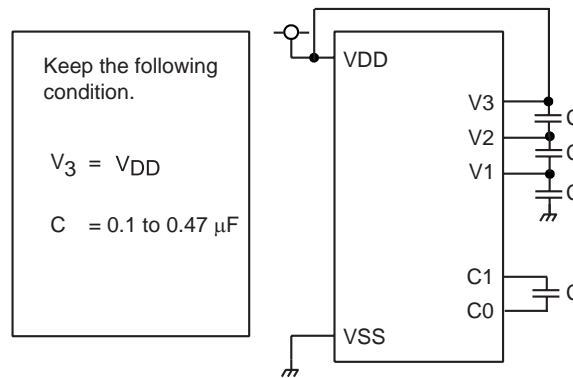 Keep the following
condition.
V3 = VDD
C = 0.1 to 0.47 μF
VDD
V3
C
V2
C
V1
C
C1
C
C0
VSS